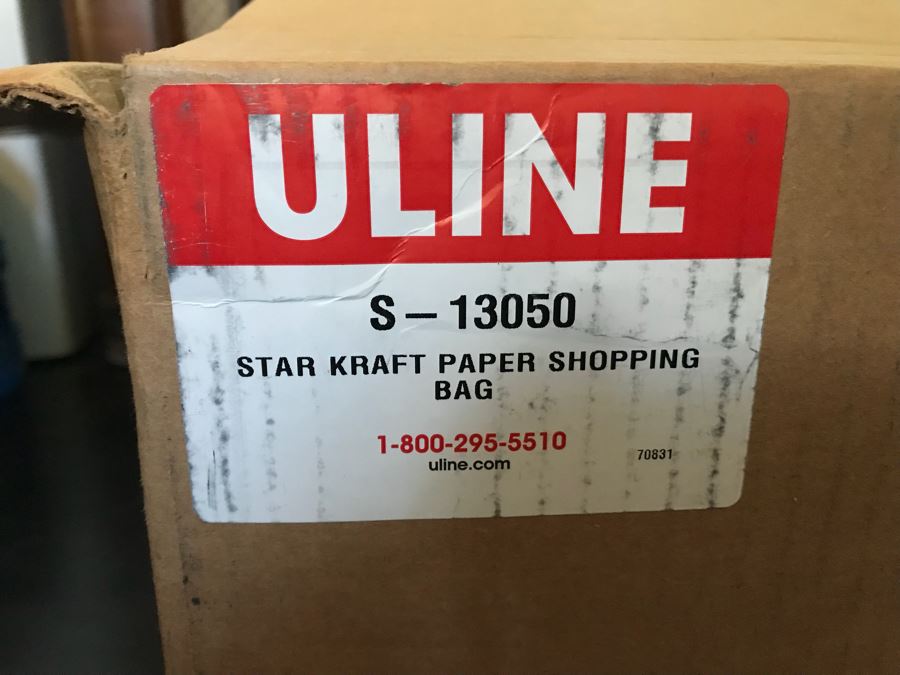 ULINE
S-13050
STAR KRAFT PAPER SHOPPING
BAG
1-800-295-5510
uline.com
70831